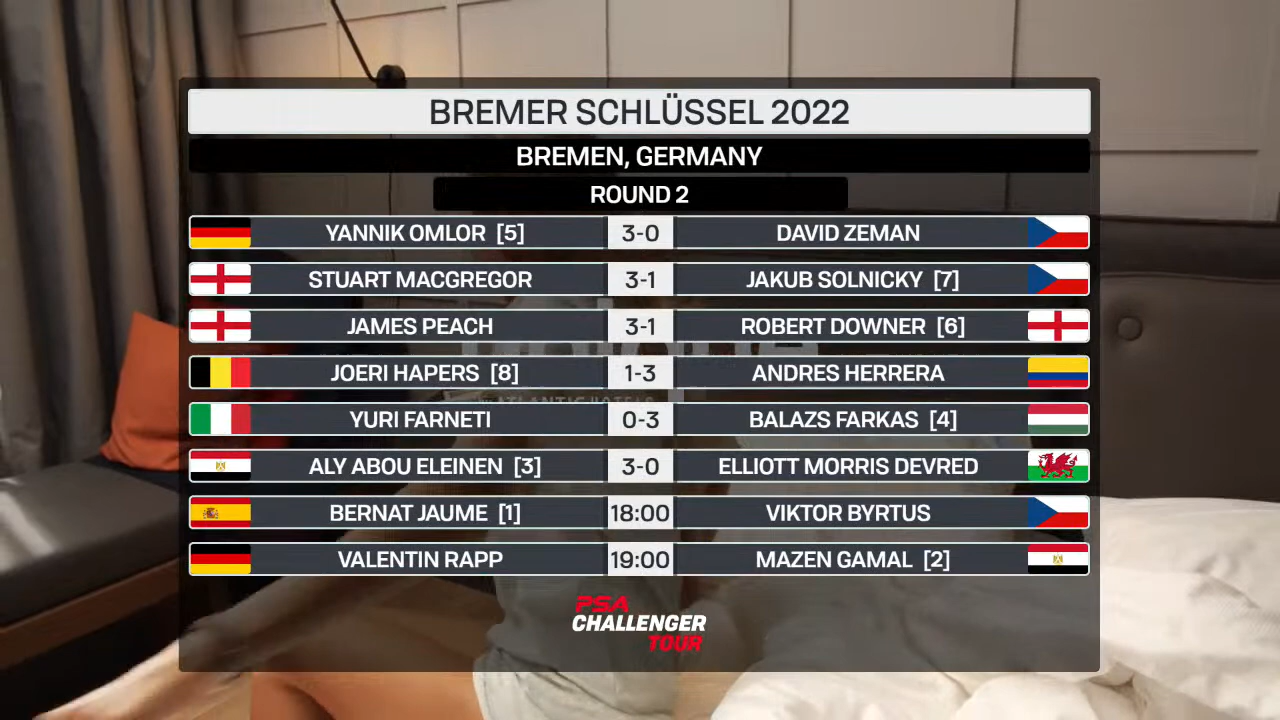 BREMER SCHLÜSSEL 2022
BREMEN, GERMANY
ROUND 2
YANNIK OMLOR [5] 3-0 DAVID ZEMAN
STUART MACGREGOR 3-1 JAKUB SOLNICKY [7]
JAMES PEACH 3-1 ROBERT DOWNER [6]
JOERI HAPERS [8] 1-3 ANDRES HERRERA
YURI FARNETI 0-3 BALAZS FARKAS [4]
ALY ABOU ELEINEN [3] 3-0 ELLIOTT MORRIS DEVRED
BERNAT JAUME [1] 18:00 VIKTOR BYRTUS
VALENTIN RAPP 19:00 MAZEN GAMAL [2]
PSA
CHALLENGER
TOUR